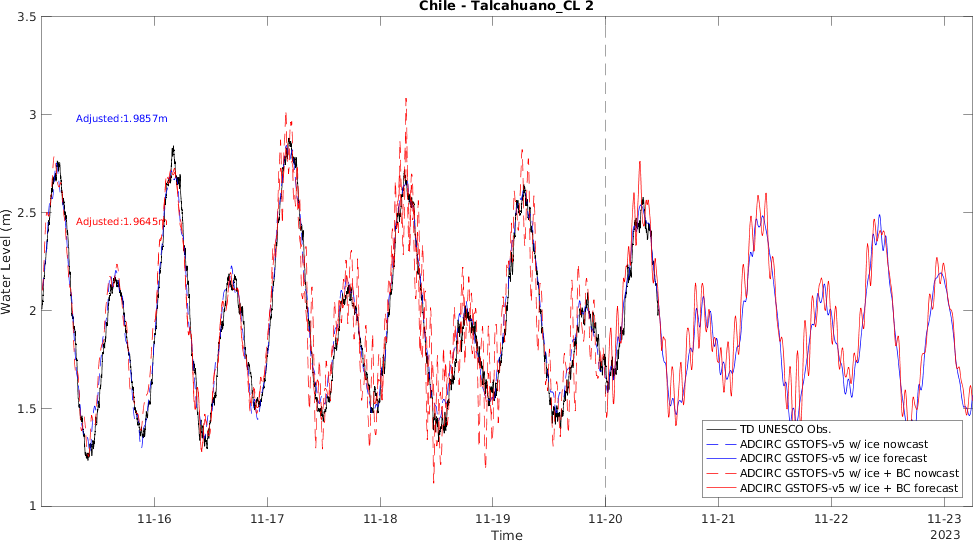 Chile - Talcahuano_CL 2
3.5
3
2.5
2
1.5
1
Water Level (m)
Adjusted:1.9857m
Adjusted:1.9645m
TD UNESCO Obs.
ADCIRC GSTOFS-v5 w/ ice nowcast
ADCIRC GSTOFS-v5 w/ ice forecast
ADCIRC GSTOFS-v5 w/ ice + BC nowcast
ADCIRC GSTOFS-v5 w/ ice + BC forecast
11-16 11-17 11-18 11-19 11-20 11-21 11-22 11-23
2023
Time